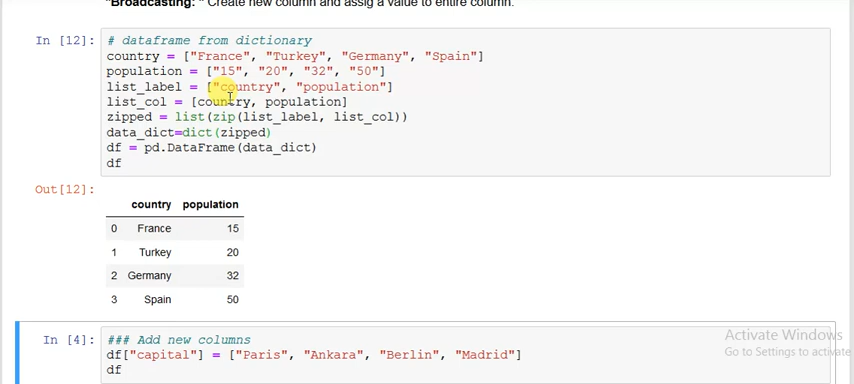 "Broadcasting: " Create new column and assig a value to entire column.
In [12]: # dataframe from dictionary
country = ["France", "Turkey", "Germany", "Spain"]
population = ["15", "20", "32", "50"]
list_label = ["country", "population"]
list_col = [country, population]
zipped = list(zip(list_label, list_col))
data_dict=dict(zipped)
df = pd.DataFrame(data_dict)
df
Out[12]:
country population
0 France 15
1 Turkey 20
2 Germany 32
3 Spain 50
In [4]: ### Add new columns
df["capital"] = ["Paris", "Ankara", "Berlin", "Madrid"]
df
Activate Windows
Go to Settings to activate